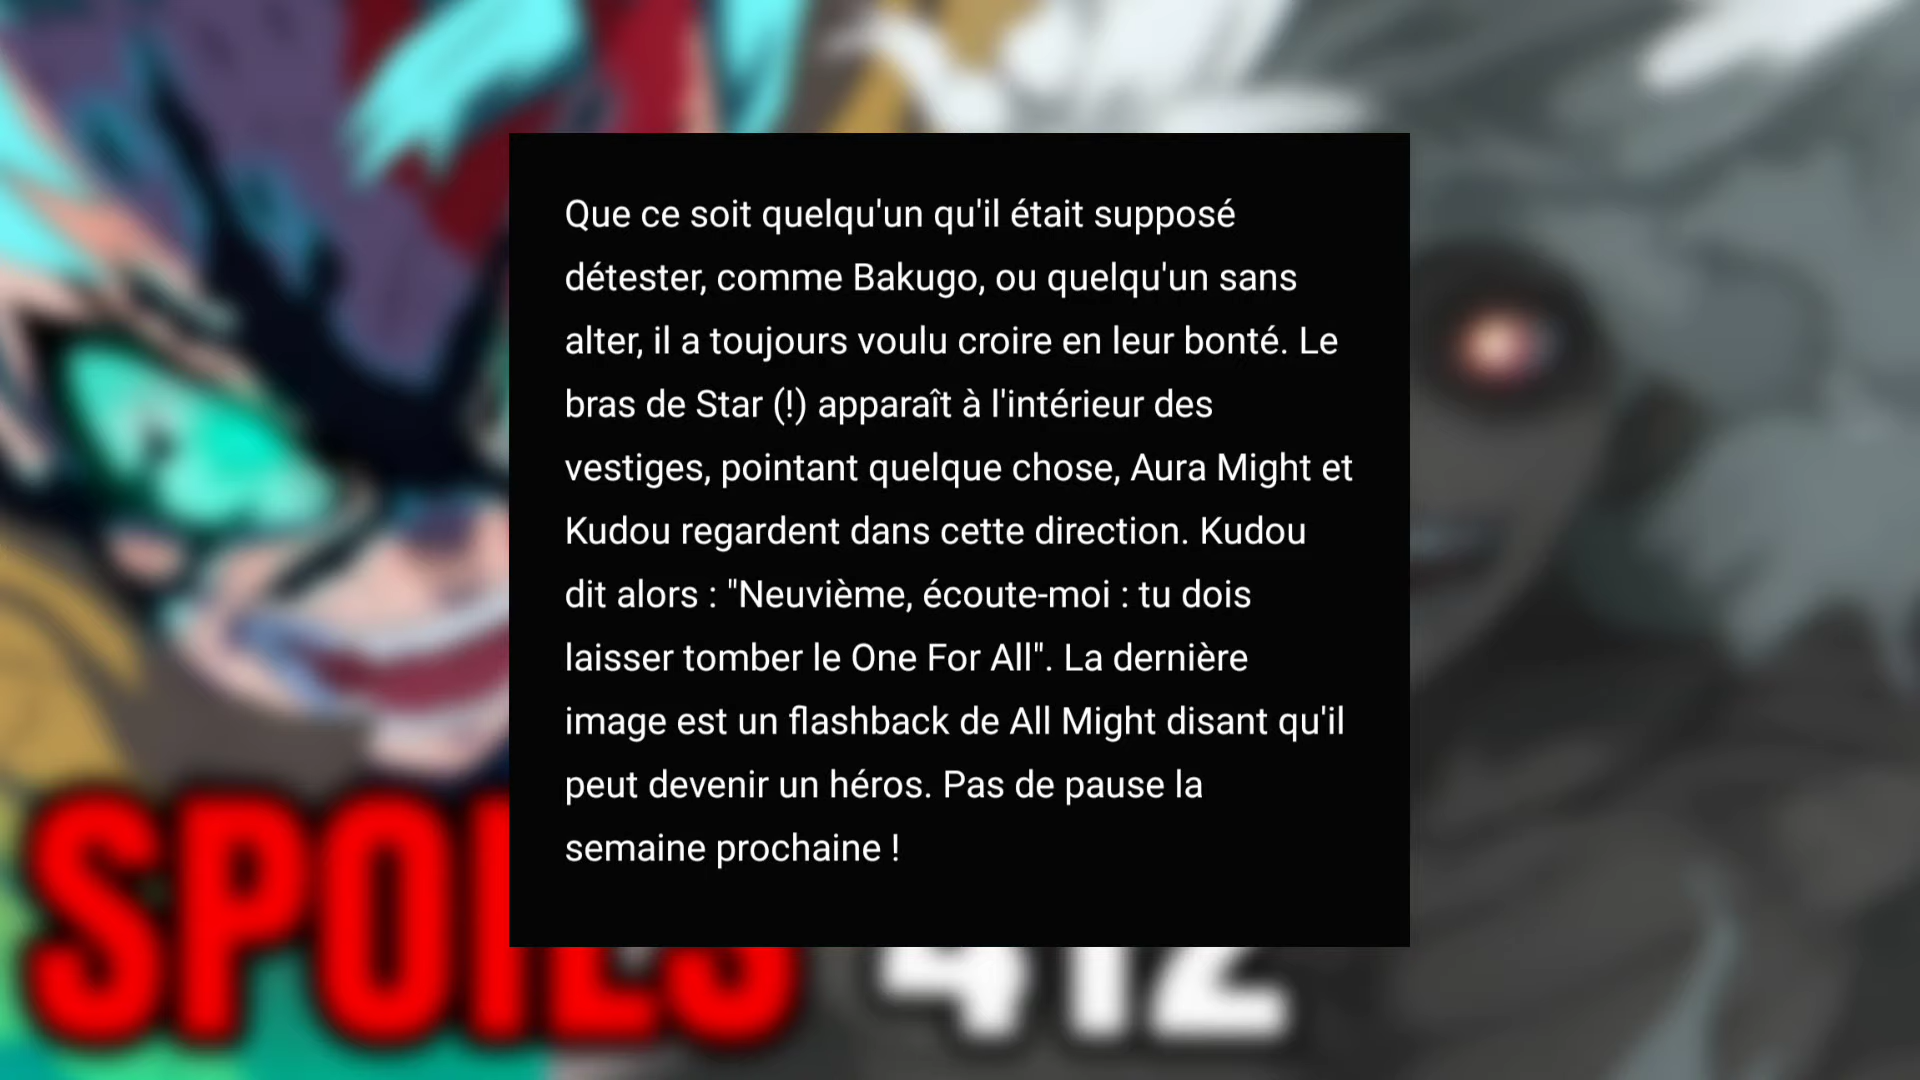 Que ce soit quelqu'un qu'il était supposé
détester, comme Bakugo, ou quelqu'un sans
alter, il a toujours voulu croire en leur bonté. Le
bras de Star (!) apparaît à l'intérieur des
vestiges, pointant quelque chose, Aura Might et
Kudou regardent dans cette direction. Kudou
dit alors : "Neuvième, écoute-moi : tu dois
laisser tomber le One For All". La dernière
image est un flashback de All Might disant qu'il
peut devenir un héros. Pas de pause la
semaine prochaine !
SPOILS 412